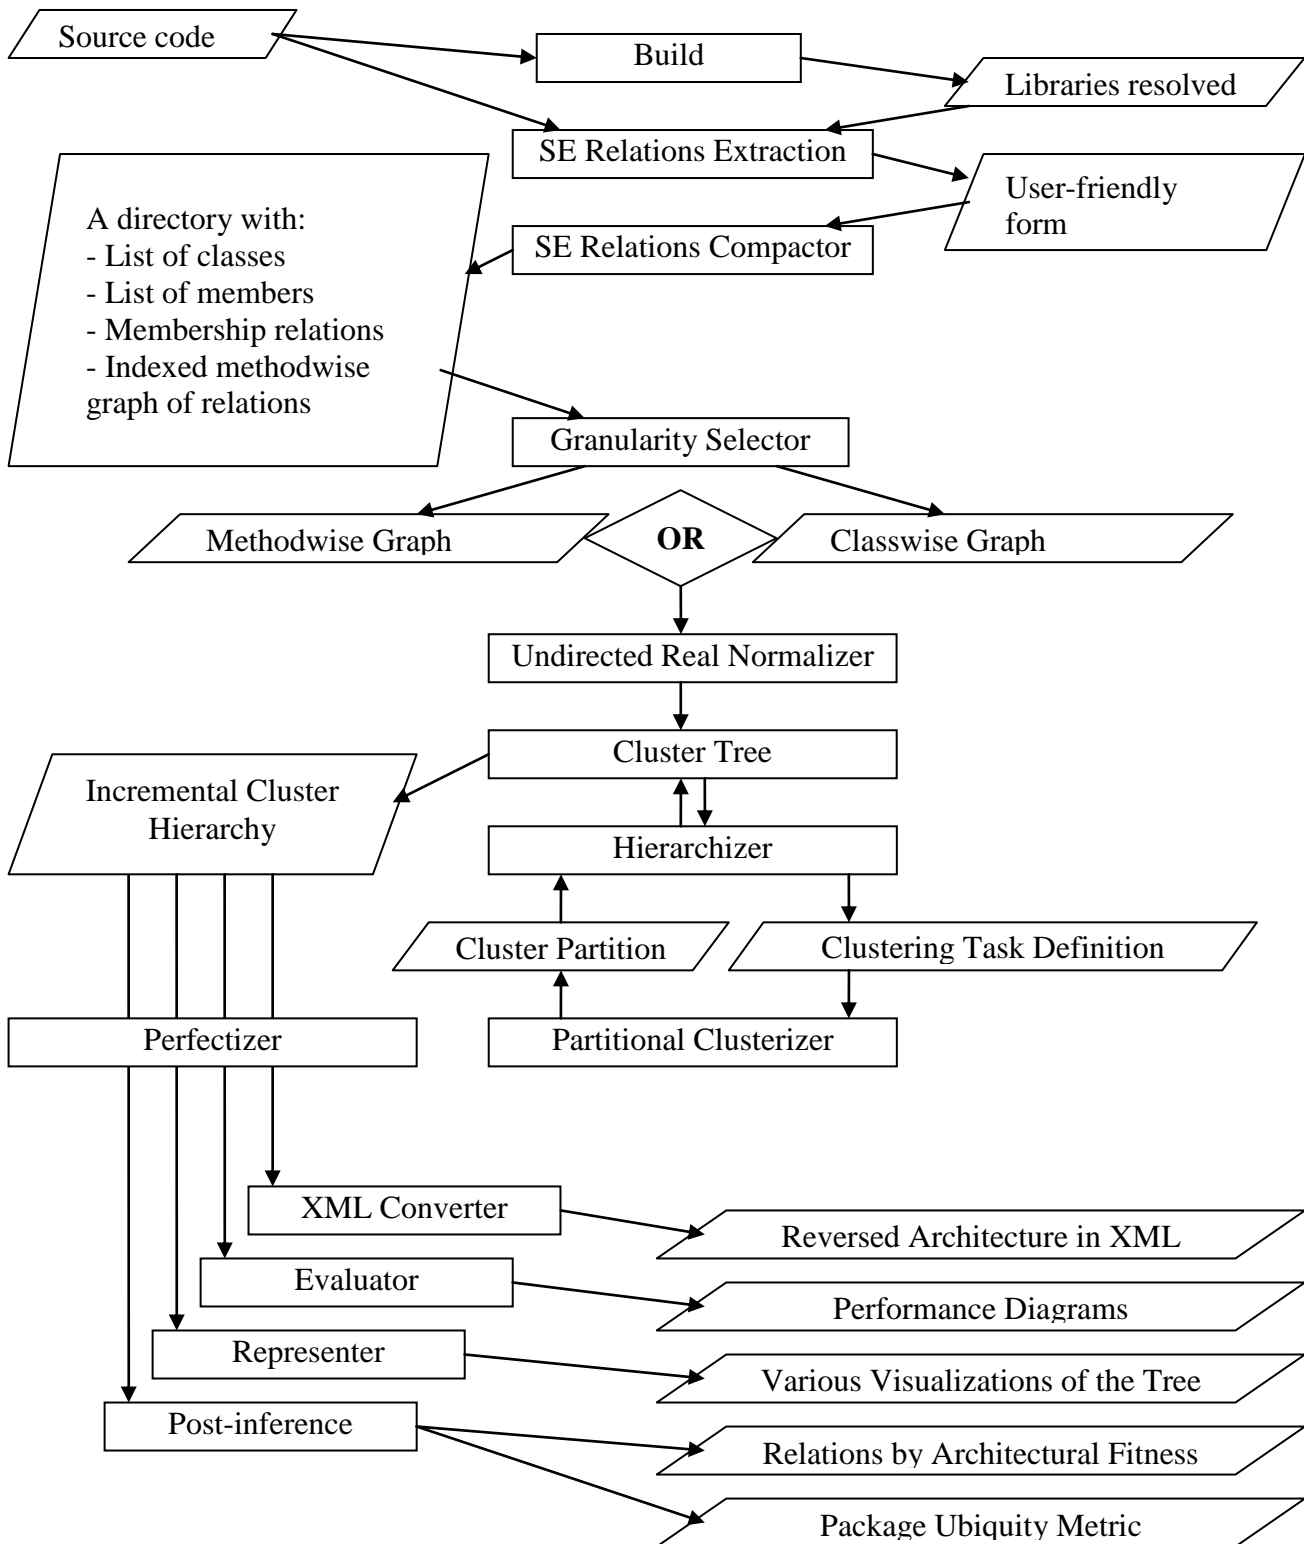 Source code
Build
Libraries resolved
SE Relations Extraction
User-friendly
form
A directory with:
- List of classes
- List of members
- Membership relations
- Indexed methodwise
graph of relations
SE Relations Compactor
Granularity Selector
Methodwise Graph
OR
Classwise Graph
Undirected Real Normalizer
Cluster Tree
Incremental Cluster
Hierarchy
Hierarchizer
Cluster Partition
Clustering Task Definition
Perfectizer
Partitional Clusterizer
XML Converter
Reversed Architecture in XML
Evaluator
Performance Diagrams
Representer
Various Visualizations of the Tree
Post-inference
Relations by Architectural Fitness
Package Ubiquity Metric